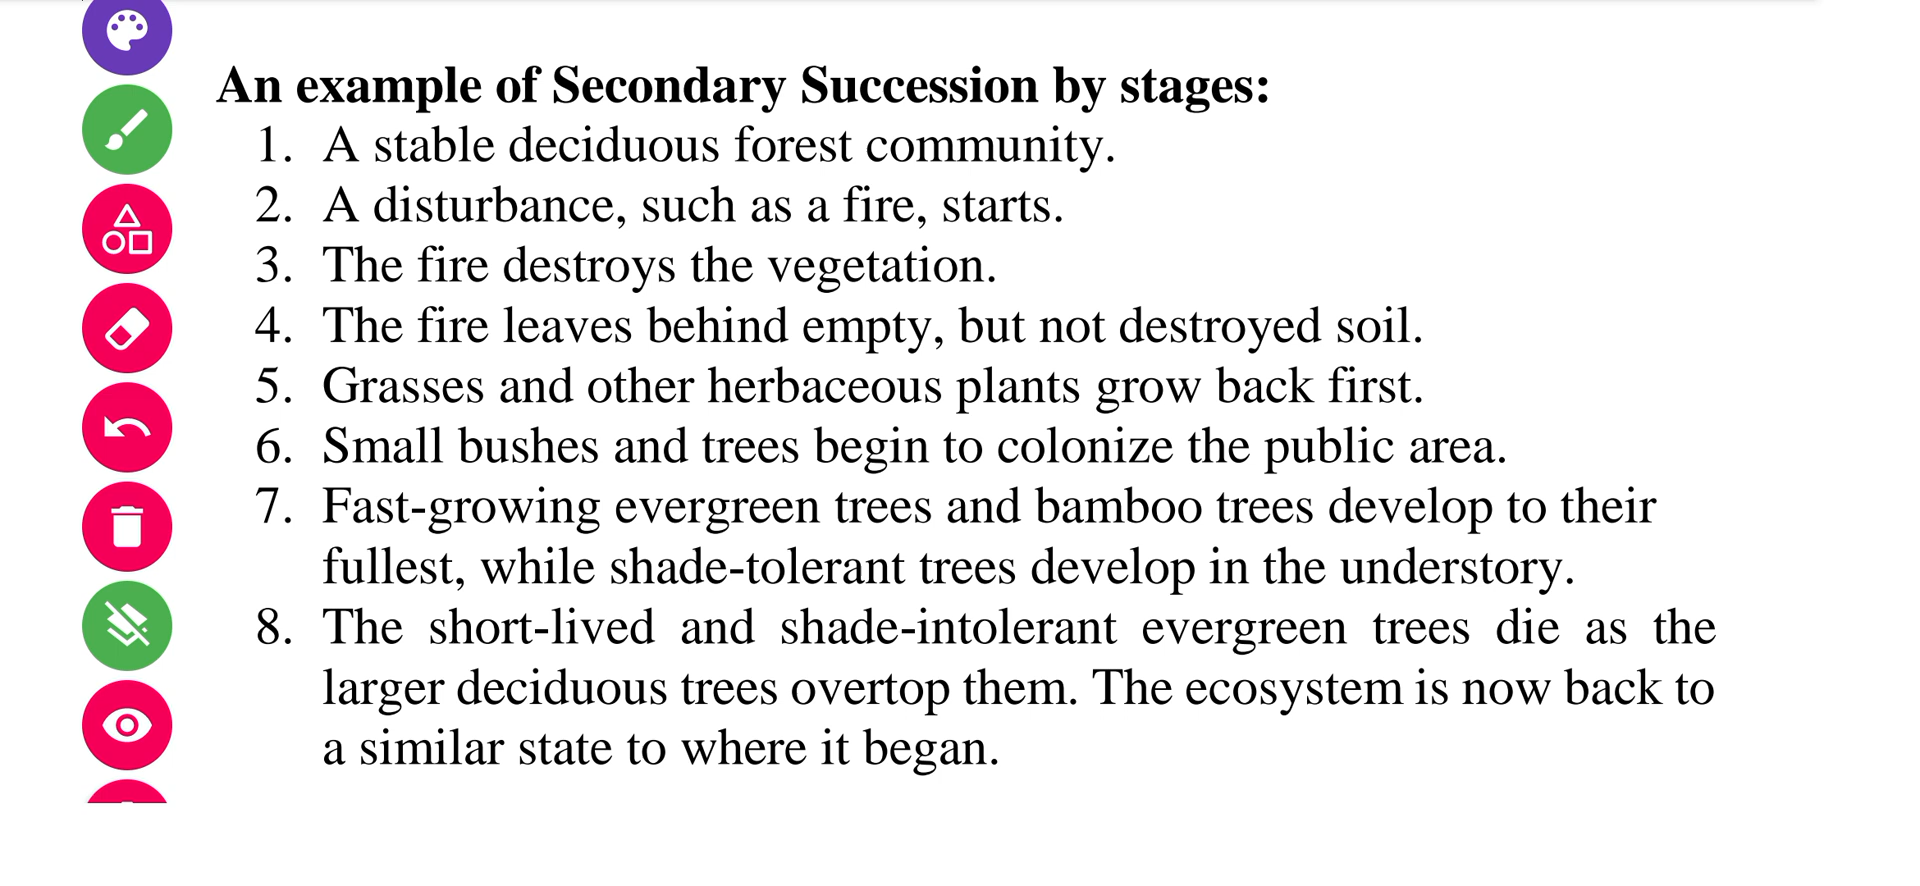 An example of Secondary Succession by stages:
1. A stable deciduous forest community.
2. A disturbance, such as a fire, starts.
3. The fire destroys the vegetation.
4. The fire leaves behind empty, but not destroyed soil.
5. Grasses and other herbaceous plants grow back first.
6. Small bushes and trees begin to colonize the public area.
7. Fast-growing evergreen trees and bamboo trees develop to their
fullest, while shade-tolerant trees develop in the understory.
8. The short-lived and shade-intolerant evergreen trees die as the
larger deciduous trees overtop them. The ecosystem is now back to
a similar state to where it began.